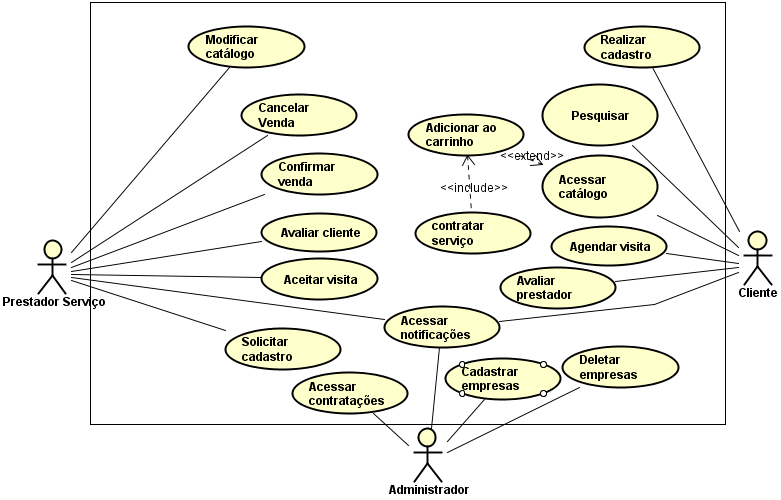 Modificar
catálogo
Realizar
cadastro
Cancelar
Venda
Pesquisar
Adicionar ao
carrinho
<<extend>>
Confirmar
venda
Acessar
catálogo
<<include>>
Avaliar cliente
contratar
serviço
Agendar visita
Aceitar visita
Avaliar
prestador
Prestador Serviço
Cliente
Acessar
notificações
Solicitar
cadastro
Cadastrar
empresas
Deletar
empresas
Acessar
contratações
Administrador